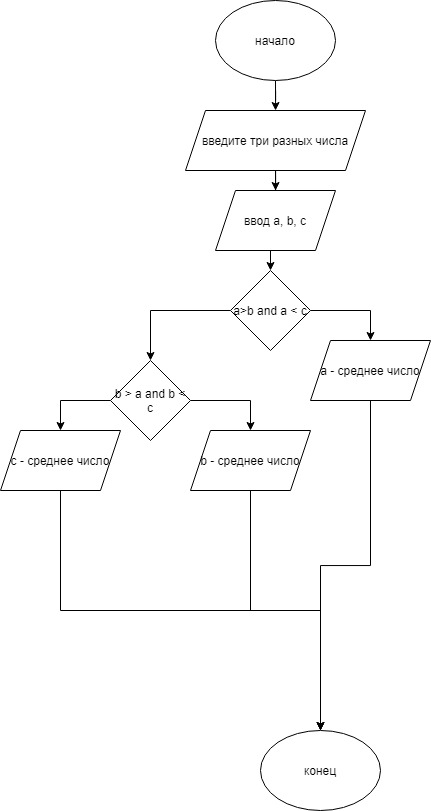 начало
введите три разных числа
ввод a, b, c
a>b and a < c
a - среднее число
b > a and b <
c
c - среднее число
b - среднее число
конец